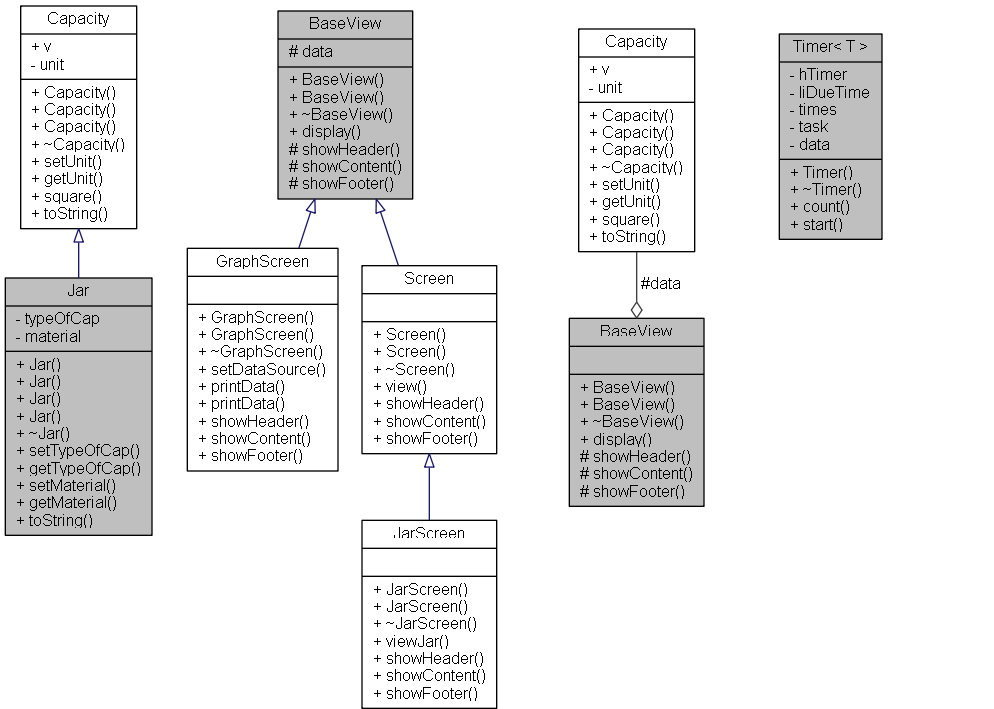 Capacity
+ v
- unit
+ Capacity()
+ Capacity()
+ Capacity()
+ ~Capacity()
+ setUnit()
+ getUnit()
+ square()
+ toString()
Jar
- typeOfCap
- material
+ Jar()
+ Jar()
+ Jar()
+ Jar()
+ ~Jar()
+ setTypeOfCap()
+ getTypeOfCap()
+ setMaterial()
+ getMaterial()
+ toString()
BaseView
# data
+ BaseView()
+ BaseView()
+ ~BaseView()
+ display()
# showHeader()
# showContent()
# showFooter()
GraphScreen
+ GraphScreen()
+ GraphScreen()
+ ~GraphScreen()
+ setDataSource()
+ printData()
+ printData()
+ showHeader()
+ showContent()
+ showFooter()
Screen
+ Screen()
+ Screen()
+ ~Screen()
+ view()
+ showHeader()
+ showContent()
+ showFooter()
JarScreen
+ JarScreen()
+ JarScreen()
+ ~JarScreen()
+ viewJar()
+ showHeader()
+ showContent()
+ showFooter()
Capacity
+ v
- unit
+ Capacity()
+ Capacity()
+ Capacity()
+ ~Capacity()
+ setUnit()
+ getUnit()
+ square()
+ toString()
#data
BaseView
+ BaseView()
+ BaseView()
+ ~BaseView()
+ display()
# showHeader()
# showContent()
# showFooter()
Timer< T >
- hTimer
- liDueTime
- times
- task
- data
+ Timer()
+ ~Timer()
+ count()
+ start()